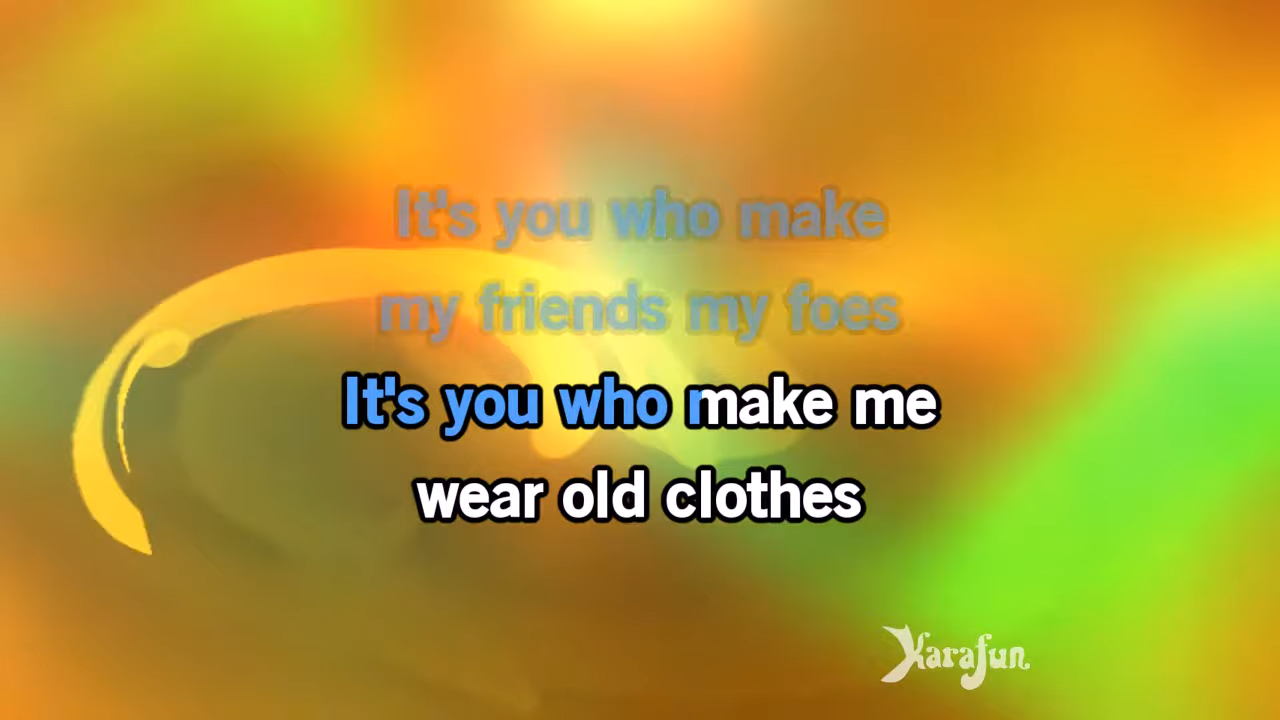 It's you who make
my friends my foes
It's you who make me
wear old clothes
Karafun